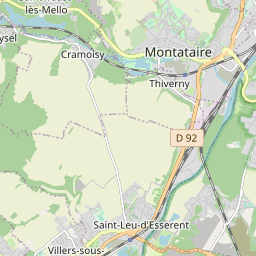 lès-Mello
Cramoisy
Montataire
Thiverny
D 92
Saint-Leu-d'Esserent
Villers-sous-